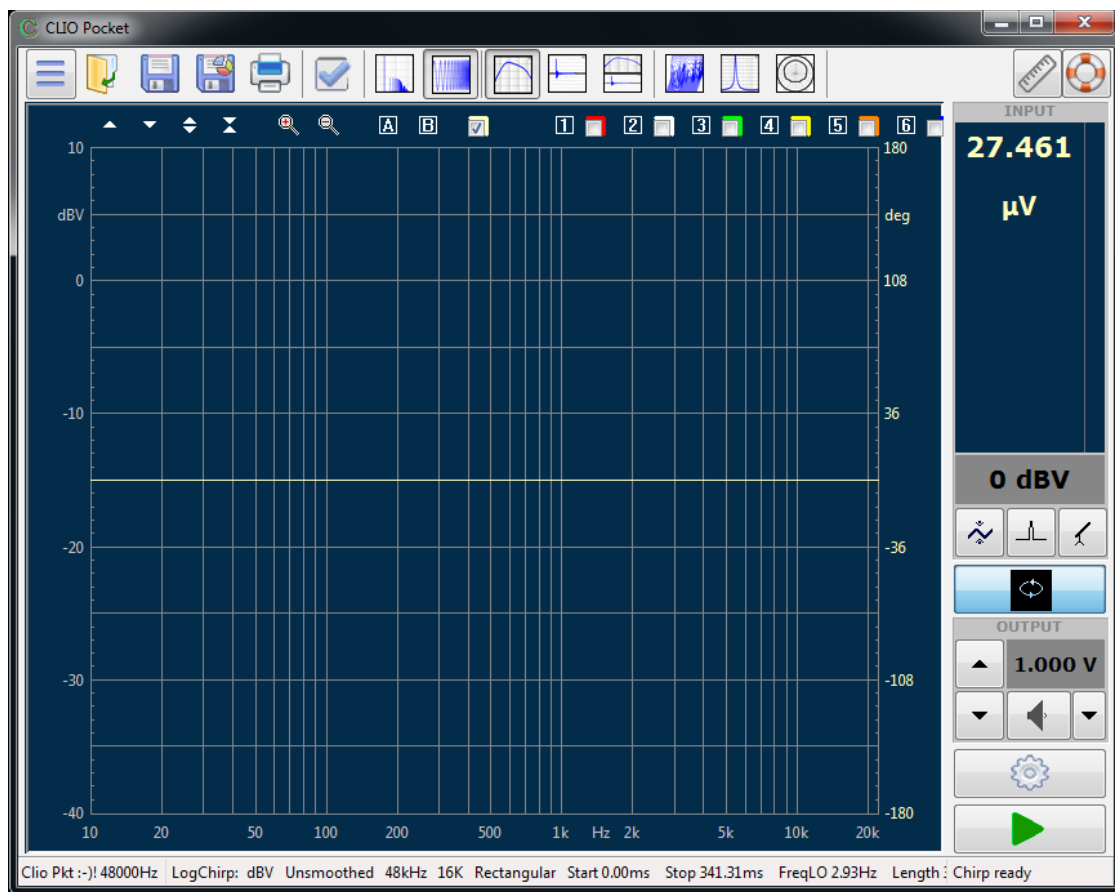 CLIO Pocket
INPUT
A B 1 2 3 4 5 6
27.461
µV
10 180
dBV deg
0 108
-10 36
0 dBV
-20 -36
OUTPUT
1.000 V
-30 -108
-40 -180
10 20 50 100 200 500 1k Hz 2k 5k 10k 20k
Clio Pkt :-)! 48000Hz LogChirp: dBV Unsmoothed 48kHz 16K Rectangular Start 0.00ms Stop 341.31ms FreqLO 2.93Hz Length Chirp ready